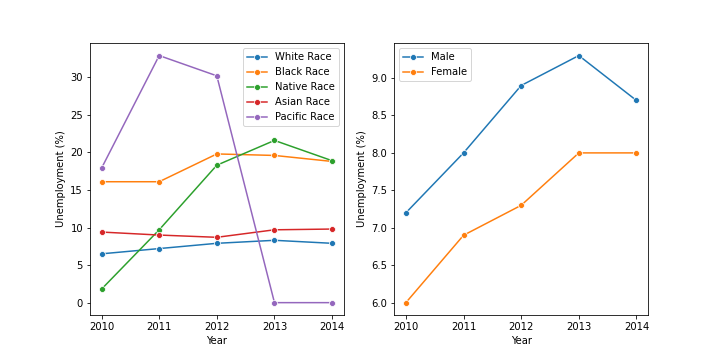 White Race
Black Race
Native Race
Asian Race
Pacific Race
30
25
20
15
10
5
0
Unemployment (%)
2010 2011 2012 2013 2014
Year
Male
Female
9.0
8.5
8.0
7.5
7.0
6.5
6.0
Unemployment (%)
2010 2011 2012 2013 2014
Year